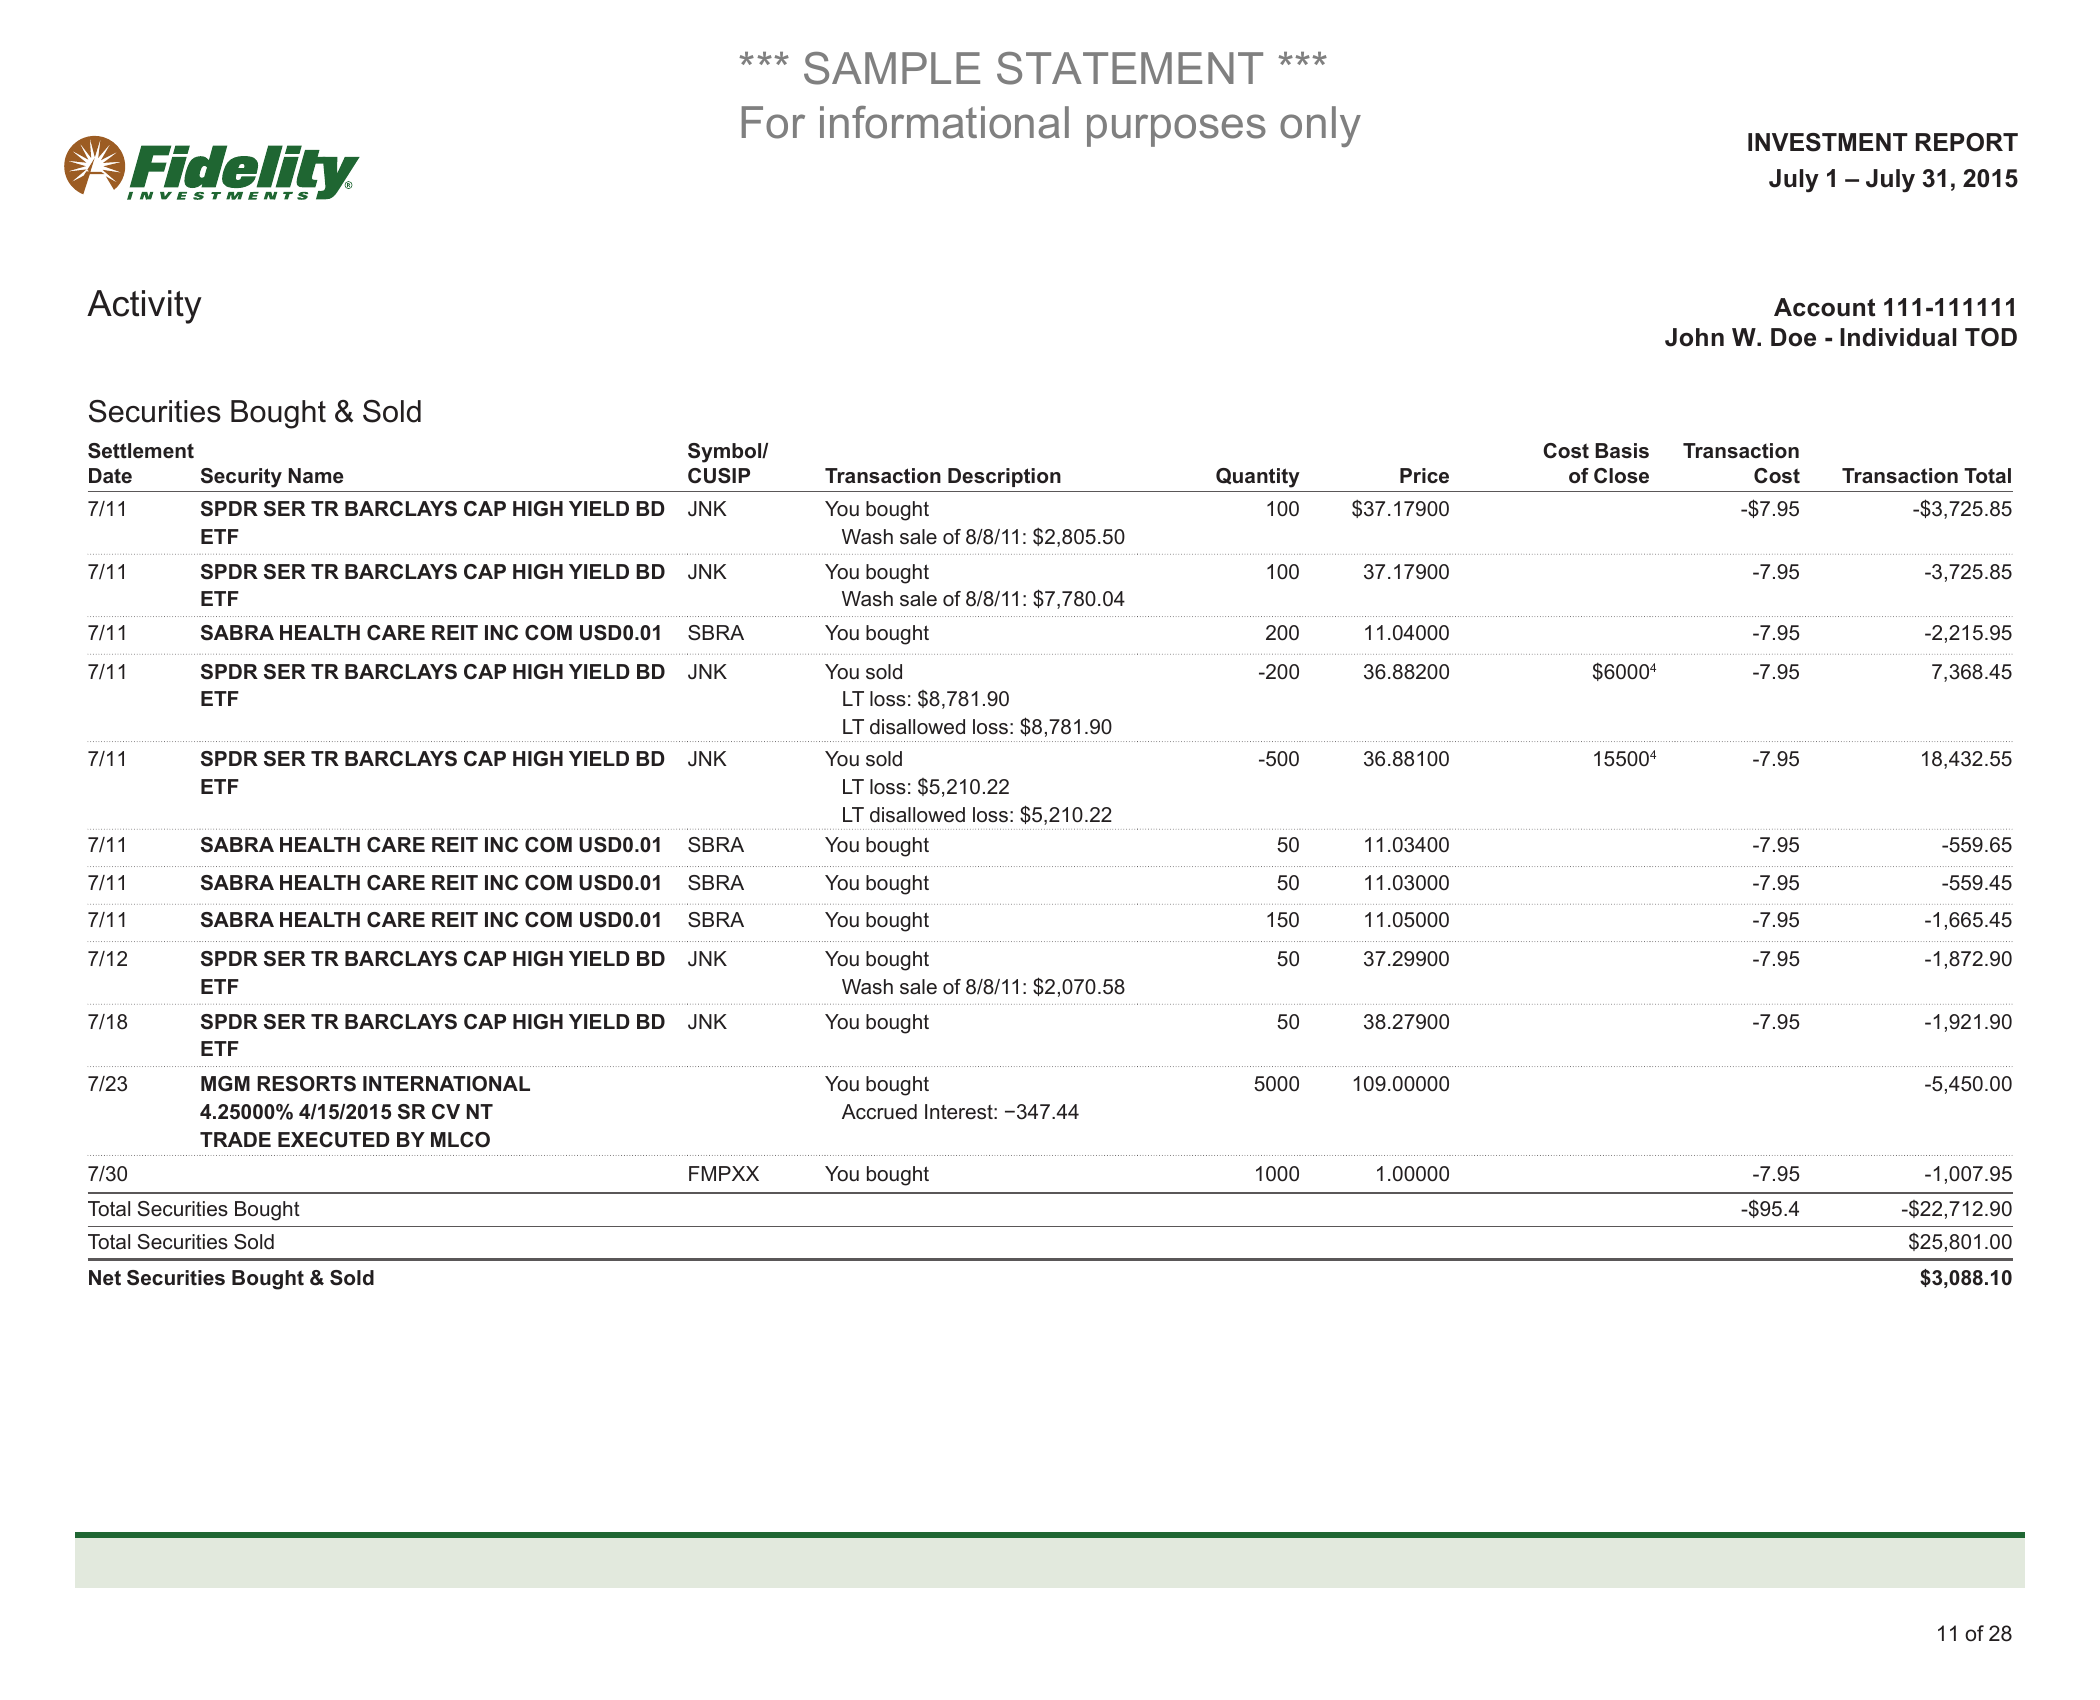 *** SAMPLE STATEMENT ***
For informational purposes only
Fidelity®
INVESTMENTS
INVESTMENT REPORT
July 1 – July 31, 2015
Activity
Account 111-111111
John W. Doe - Individual TOD
Securities Bought & Sold
Settlement Symbol/ Cost Basis Transaction
Date Security Name CUSIP Transaction Description Quantity Price of Close Cost Transaction Total
7/11 SPDR SER TR BARCLAYS CAP HIGH YIELD BD JNK You bought 100 $37.17900 -$7.95 -$3,725.85
ETF Wash sale of 8/8/11: $2,805.50
7/11 SPDR SER TR BARCLAYS CAP HIGH YIELD BD JNK You bought 100 37.17900 -7.95 -3,725.85
ETF Wash sale of 8/8/11: $7,780.04
7/11 SABRA HEALTH CARE REIT INC COM USD0.01 SBRA You bought 200 11.04000 -7.95 -2,215.95
7/11 SPDR SER TR BARCLAYS CAP HIGH YIELD BD JNK You sold -200 36.88200 $6000⁴ -7.95 7,368.45
ETF LT loss: $8,781.90
LT disallowed loss: $8,781.90
7/11 SPDR SER TR BARCLAYS CAP HIGH YIELD BD JNK You sold -500 36.88100 15500⁴ -7.95 18,432.55
ETF LT loss: $5,210.22
LT disallowed loss: $5,210.22
7/11 SABRA HEALTH CARE REIT INC COM USD0.01 SBRA You bought 50 11.03400 -7.95 -559.65
7/11 SABRA HEALTH CARE REIT INC COM USD0.01 SBRA You bought 50 11.03000 -7.95 -559.45
7/11 SABRA HEALTH CARE REIT INC COM USD0.01 SBRA You bought 150 11.05000 -7.95 -1,665.45
7/12 SPDR SER TR BARCLAYS CAP HIGH YIELD BD JNK You bought 50 37.29900 -7.95 -1,872.90
ETF Wash sale of 8/8/11: $2,070.58
7/18 SPDR SER TR BARCLAYS CAP HIGH YIELD BD JNK You bought 50 38.27900 -7.95 -1,921.90
ETF
7/23 MGM RESORTS INTERNATIONAL You bought 5000 109.00000 -5,450.00
4.25000% 4/15/2015 SR CV NT Accrued Interest: −347.44
TRADE EXECUTED BY MLCO
7/30 FMPXX You bought 1000 1.00000 -7.95 -1,007.95
Total Securities Bought -$95.4 -$22,712.90
Total Securities Sold $25,801.00
Net Securities Bought & Sold $3,088.10
11 of 28